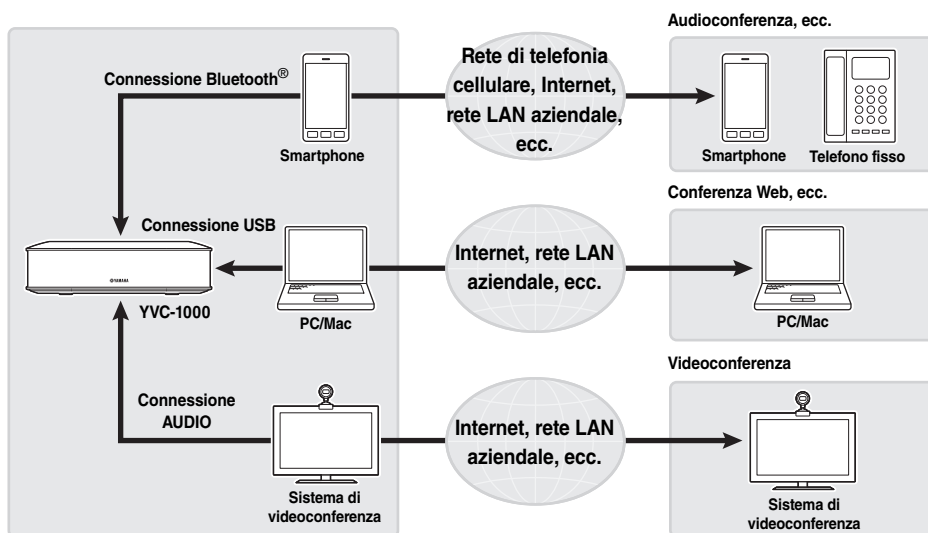 Audioconferenza, ecc.
Connessione Bluetooth®
Smartphone
Rete di telefonia
cellulare, Internet,
rete LAN aziendale,
ecc.
Smartphone
Telefono fisso
Conferenza Web, ecc.
Connessione USB
YAMAHA
YVC-1000
PC/Mac
Internet, rete LAN
aziendale, ecc.
PC/Mac
Videoconferenza
Connessione
AUDIO
Sistema di
videoconferenza
Internet, rete LAN
aziendale, ecc.
Sistema di
videoconferenza